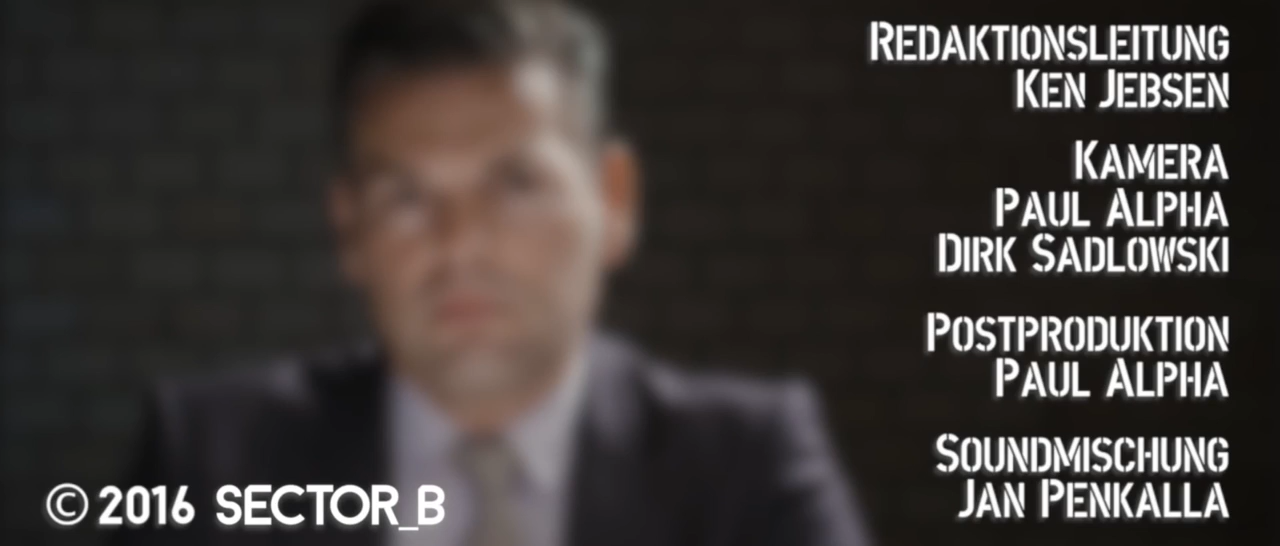 REDAKTIONSLEITUNG
KEN JEBSEN
KAMERA
PAUL ALPHA
DIRK SADLOWSKI
POSTPRODUKTION
PAUL ALPHA
SOUNDMISCHUNG
JAN PENKALLA
© 2016 SECTOR_B